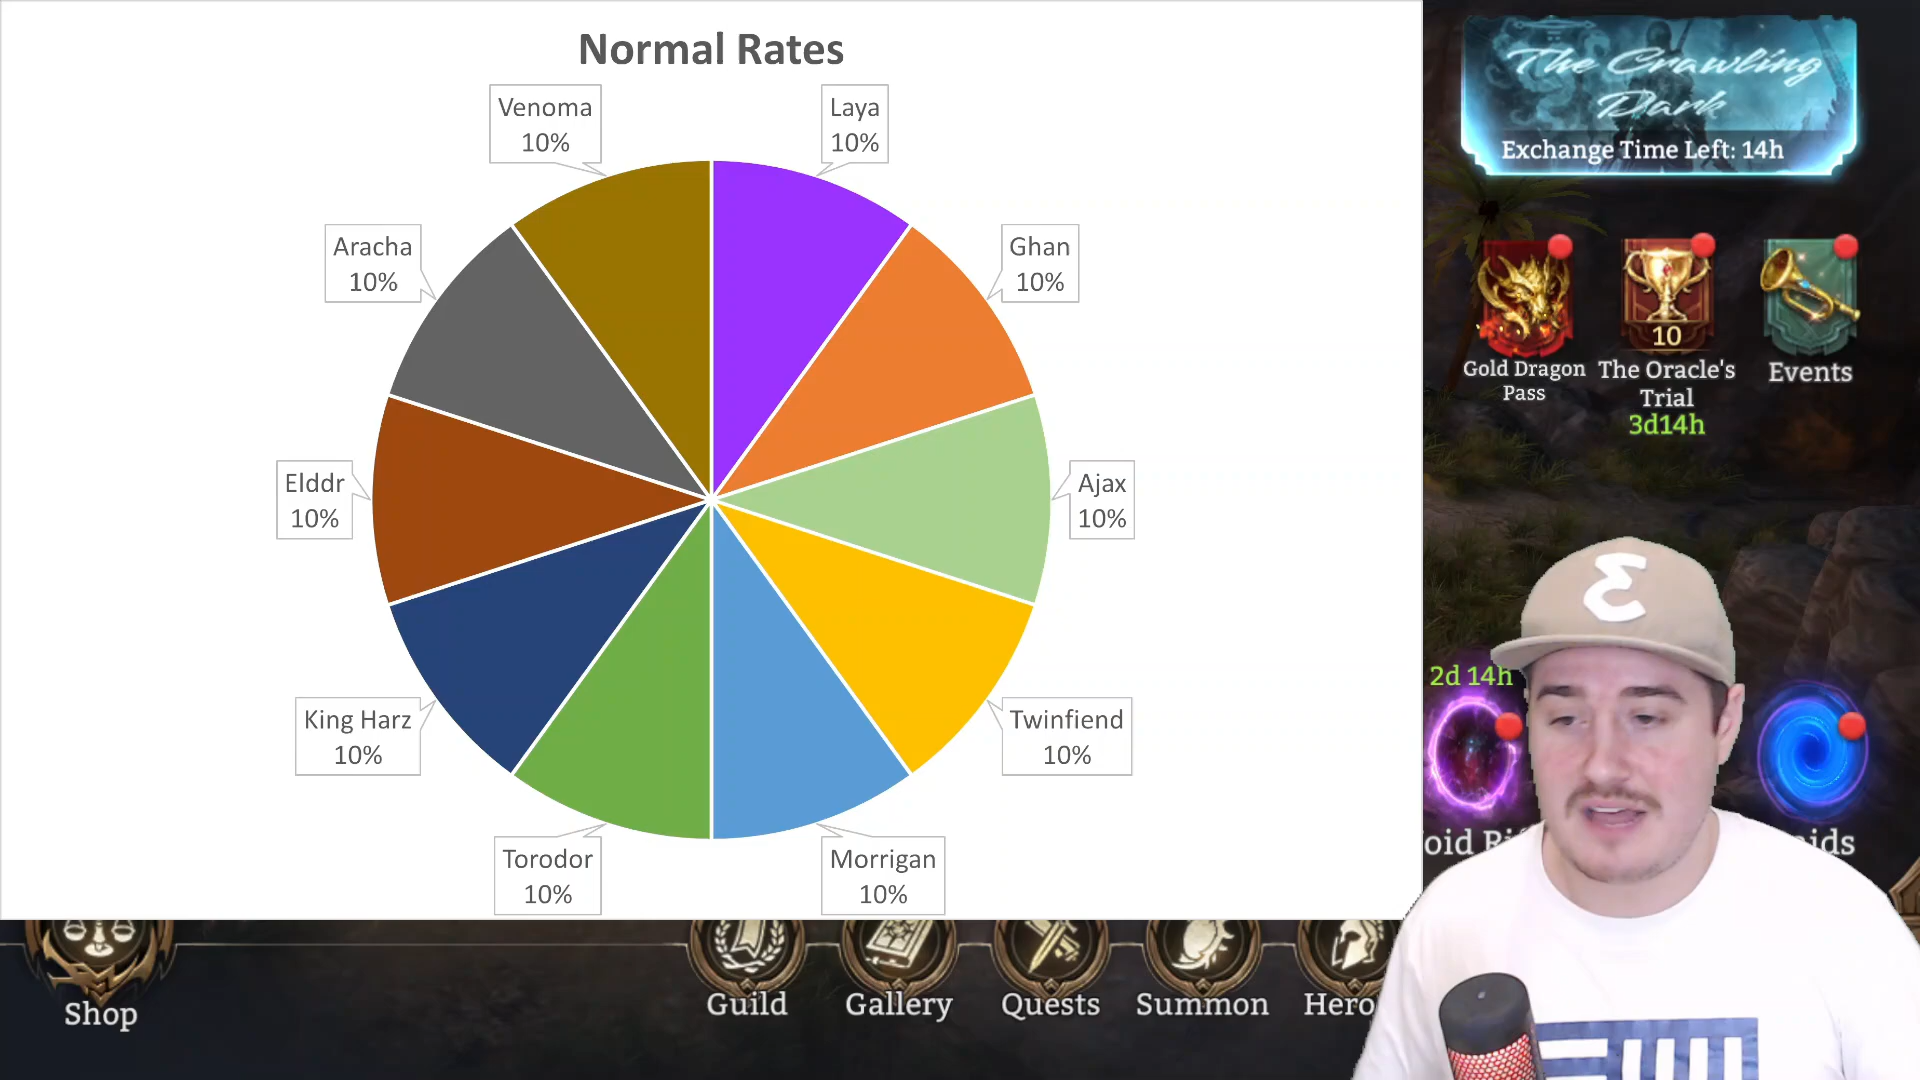 Normal Rates
Venoma
10%
Laya
10%
Aracha
10%
Ghan
10%
Elddr
10%
Ajax
10%
King Harz
10%
Twinfiend
10%
Torodor
10%
Morrigan
10%
The Crawling
Dark
Exchange Time Left: 14h
10
Gold Dragon
Pass
The Oracle's
Trial
3d14h
Events
2d 14h
Shop
Guild
Gallery
Quests
Summon